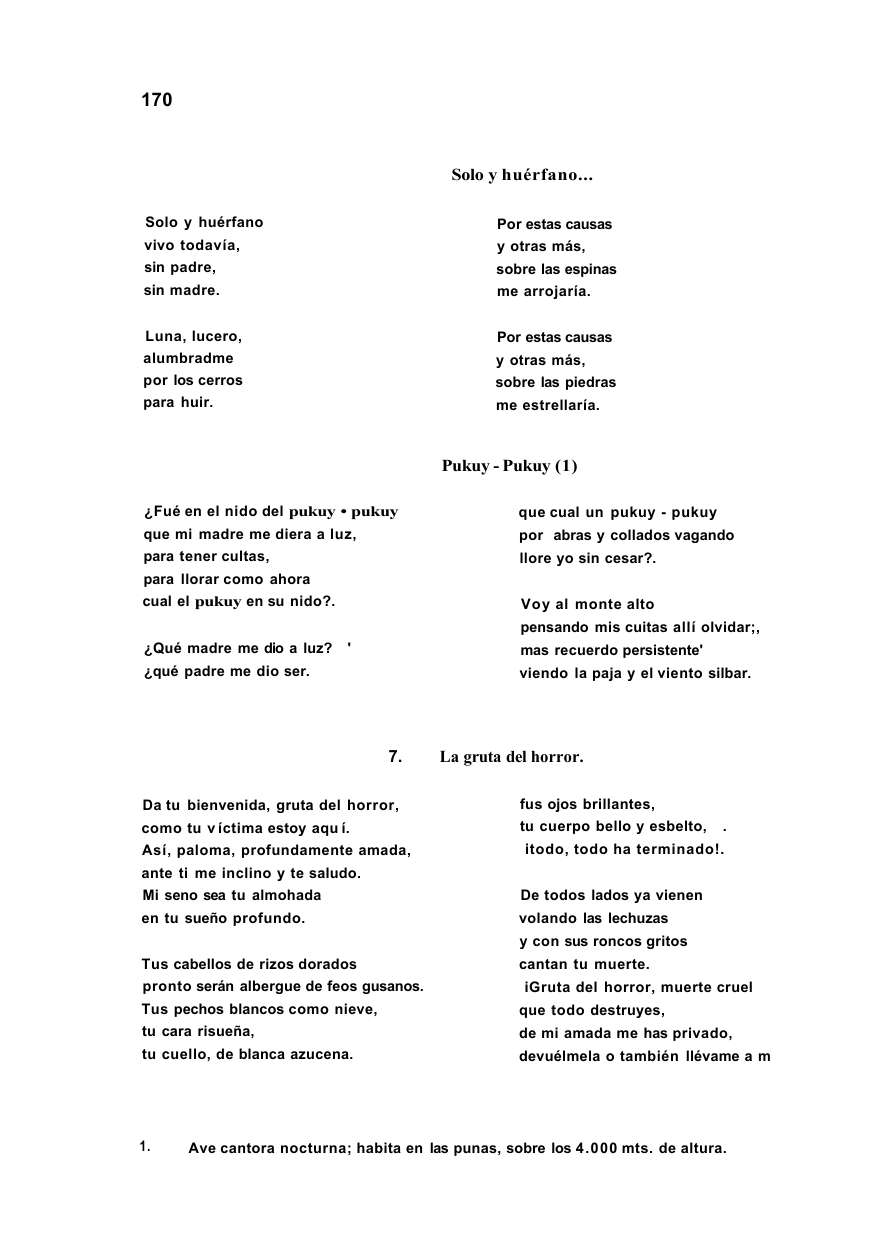 170
Solo y huérfano...
Solo y huérfano
vivo todavía,
sin padre,
sin madre.
Luna, lucero,
alumbradme
por los cerros
para huir.
Por estas causas
y otras más,
sobre las espinas
me arrojaría.
Por estas causas
y otras más,
sobre las piedras
me estrellaría.
Pukuy - Pukuy (1)
¿Fué en el nido del pukuy • pukuy
que mi madre me diera a luz,
para tener cultas,
para llorar como ahora
cual el pukuy en su nido?.
¿Qué madre me dio a luz? '
¿qué padre me dio ser.
que cual un pukuy - pukuy
por abras y collados vagando
llore yo sin cesar?.
Voy al monte alto
pensando mis cuitas allí olvidar;,
mas recuerdo persistente'
viendo la paja y el viento silbar.
7. La gruta del horror.
Da tu bienvenida, gruta del horror,
como tu v íctima estoy aqu í.
Así, paloma, profundamente amada,
ante ti me inclino y te saludo.
Mi seno sea tu almohada
en tu sueño profundo.
Tus cabellos de rizos dorados
pronto serán albergue de feos gusanos.
Tus pechos blancos como nieve,
tu cara risueña,
tu cuello, de blanca azucena.
fus ojos brillantes,
tu cuerpo bello y esbelto, .
itodo, todo ha terminado!.
De todos lados ya vienen
volando las lechuzas
y con sus roncos gritos
cantan tu muerte.
iGruta del horror, muerte cruel
que todo destruyes,
de mi amada me has privado,
devuélmela o también llévame a m
1. Ave cantora nocturna; habita en las punas, sobre los 4.000 mts. de altura.